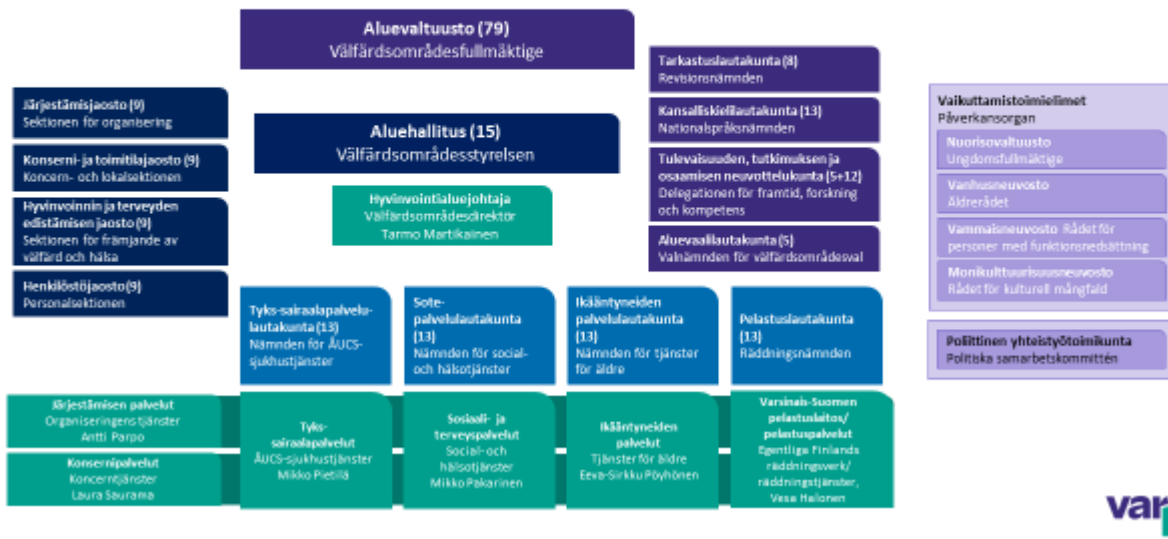 Aluevaltuusto (79)
Välfärdsområdesfullmäktige
Järjestämisjaosto (9)
Sektionen för organisering
Konserni- ja toimitilajaosto (9)
Koncern- och lokalsektionen
Hyvinvoinnin ja terveyden
edistämisen jaosto (9)
Sektionen för främjande av
välfärd och hälsa
Henkilöstöjaosto (9)
Personalsektionen
Aluehallitus (15)
Välfärdsområdesstyrelsen
Hyvinvointialuejohtaja
Välfärdsområdesdirektör
Tarmo Martikainen
Tarkastuslautakunta (8)
Revisionsnämnden
Kansalliskielilautakunta (13)
Nationalspråksnämnden
Tulevaisuuden, tutkimuksen ja
osaamisen neuvottelukunta (5+12)
Delegationen för framtid, forskning
och kompetens
Aluevaalilautakunta (5)
Valnämnden för välfärdsområdesval
Vaikuttamistoimielimet
Påverkansorgan
Nuorisovaltuusto
Ungdomsfullmäktige
Vanhusneuvosto
Äldrerådet
Vammaisneuvosto Rådet för
personer med funktionsnedsättning
Monikulttuurisuusneuvosto
Rådet för kulturell mångfald
Poliittinen yhteistyötoimikunta
Politiska samarbetskommittén
Tyks-sairaalapalvelu-
lautakunta (13)
Nämnden för ÅUCS-
sjukhustjänster
Sote-
palvelulautakunta
(13)
Nämnden för social-
och hälsotjänster
Ikääntyneiden
palvelulautakunta
(13)
Nämnden för tjänster
för äldre
Pelastuslautakunta
(13)
Räddningsnämnden
Järjestämisen palvelut
Organiseringens tjänster
Antti Parpo
Konsernipalvelut
Koncerntjänster
Laura Saurama
Tyks-
sairaalapalvelut
ÅUCS-sjukhustjänster
Mikko Pietilä
Sosiaali- ja
terveyspalvelut
Social- och
hälsotjänster
Mikko Pakarinen
Ikääntyneiden
palvelut
Tjänster för äldre
Eeva-Sirkku Pöyhönen
Varsinais-Suomen
pelastuslaitos/
pelastuspalvelut
Egentliga Finlands
räddningsverk/
räddningstjänster,
Vesa Halonen
var